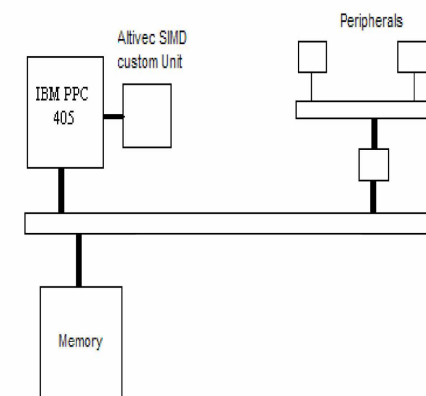 Altivec SIMD
custom Unit
Peripherals
IBM PPC
405
Memory